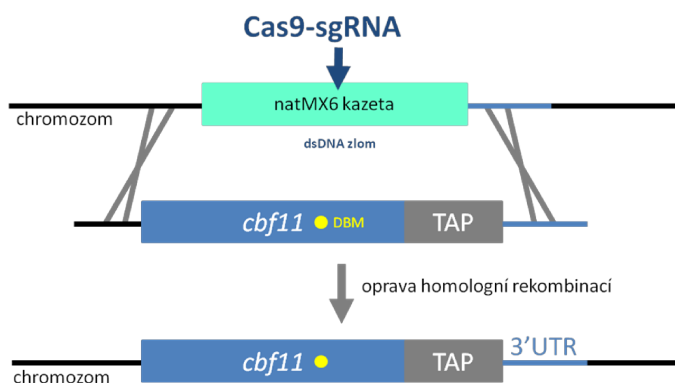 Cas9-sgRNA
natMX6 kazeta
chromozom
dsDNA zlom
cbf11 DBM TAP
oprava homologní rekombinací
cbf11 TAP 3'UTR
chromozom